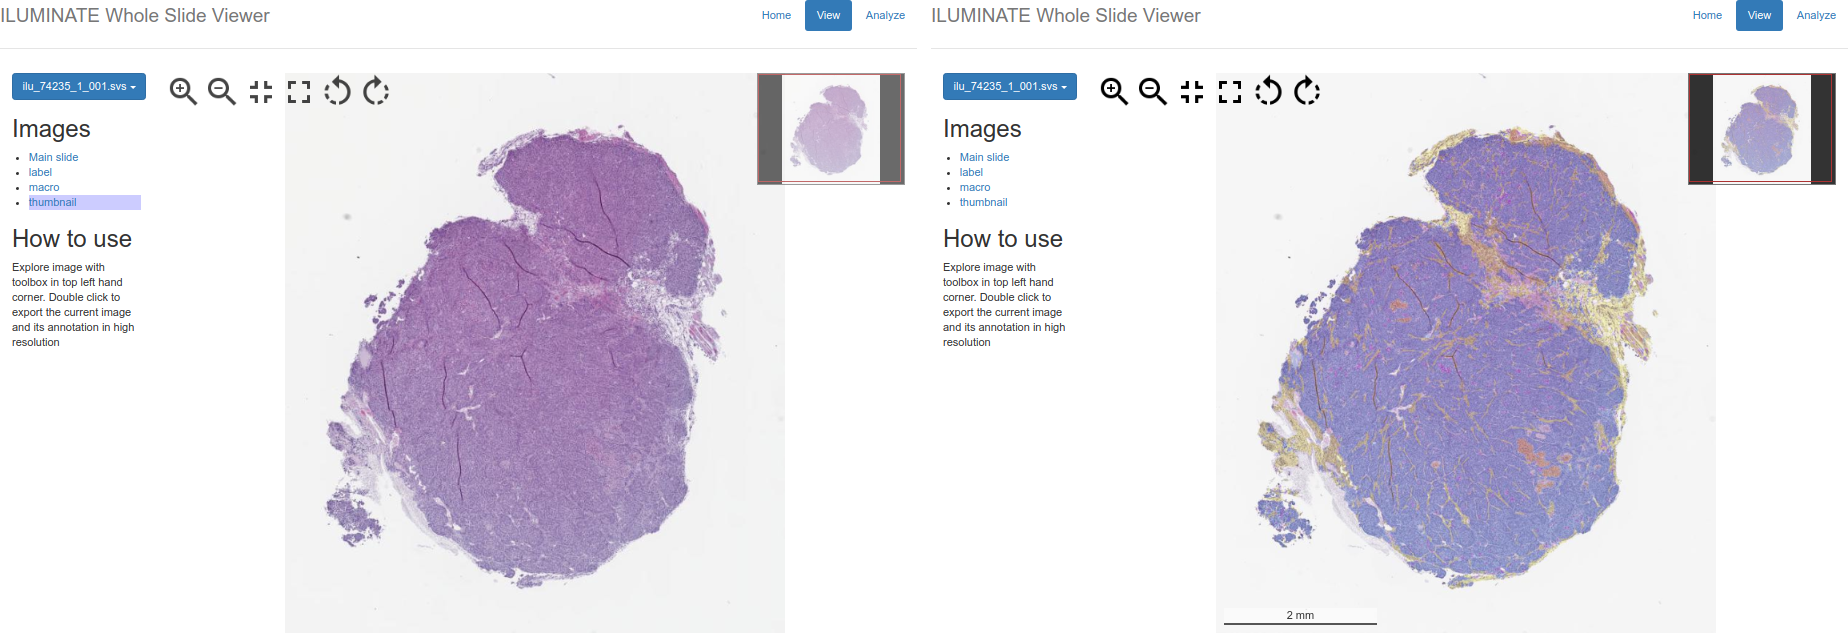 ILUMINATE Whole Slide Viewer
Home View Analyze
ilu_74235_1_001.svs
Images
Main slide
label
macro
thumbnail
How to use
Explore image with
toolbox in top left hand
corner. Double click to
export the current image
and its annotation in high
resolution
ILUMINATE Whole Slide Viewer
Home View Analyze
ilu_74235_1_001.svs
Images
Main slide
label
macro
thumbnail
How to use
Explore image with
toolbox in top left hand
corner. Double click to
export the current image
and its annotation in high
resolution
2 mm